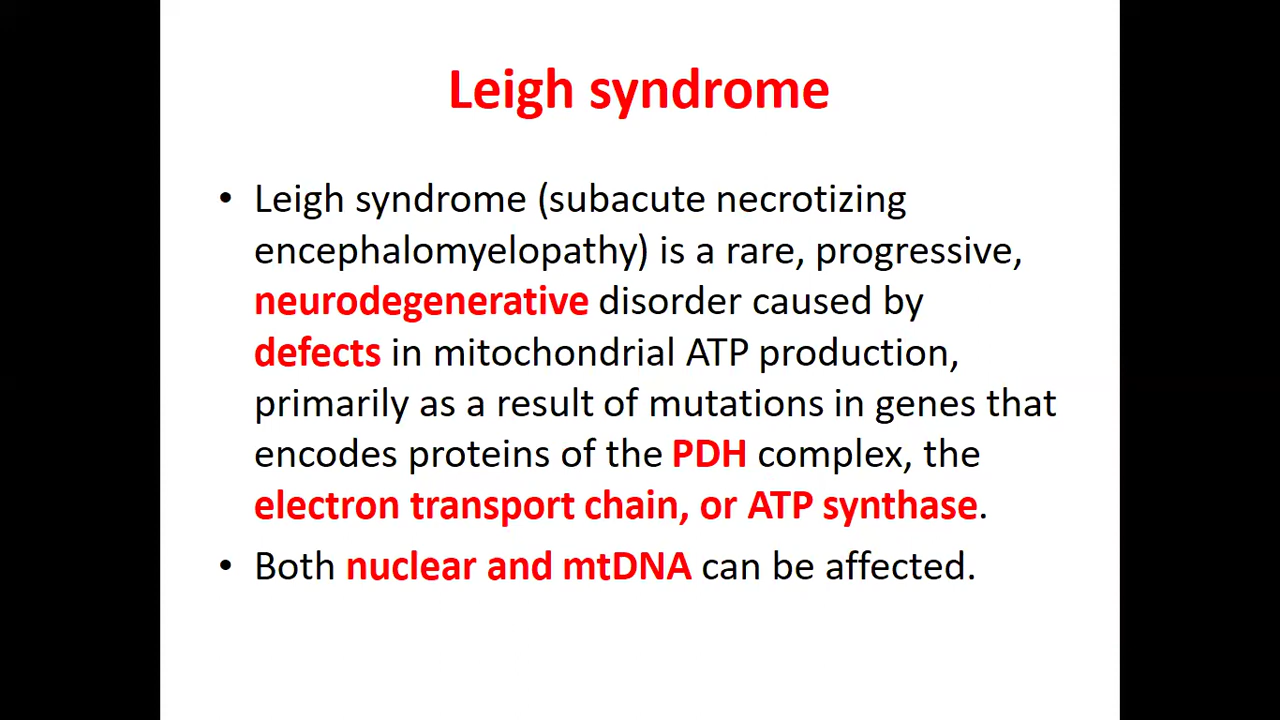 Leigh syndrome
• Leigh syndrome (subacute necrotizing
encephalomyelopathy) is a rare, progressive,
neurodegenerative disorder caused by
defects in mitochondrial ATP production,
primarily as a result of mutations in genes that
encodes proteins of the PDH complex, the
electron transport chain, or ATP synthase.
• Both nuclear and mtDNA can be affected.